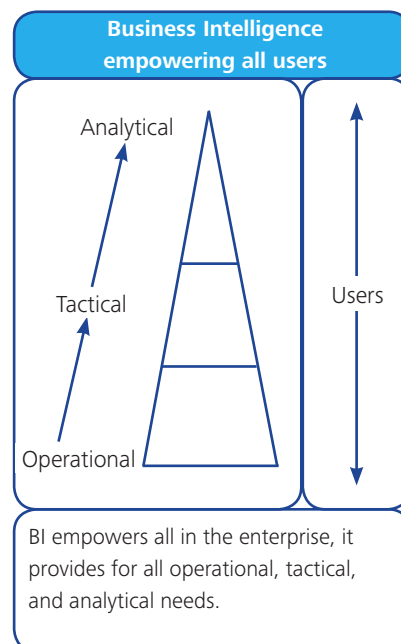 Business Intelligence
empowering all users
Analytical
Tactical
Users
Operational
BI empowers all in the enterprise, it
provides for all operational, tactical,
and analytical needs.